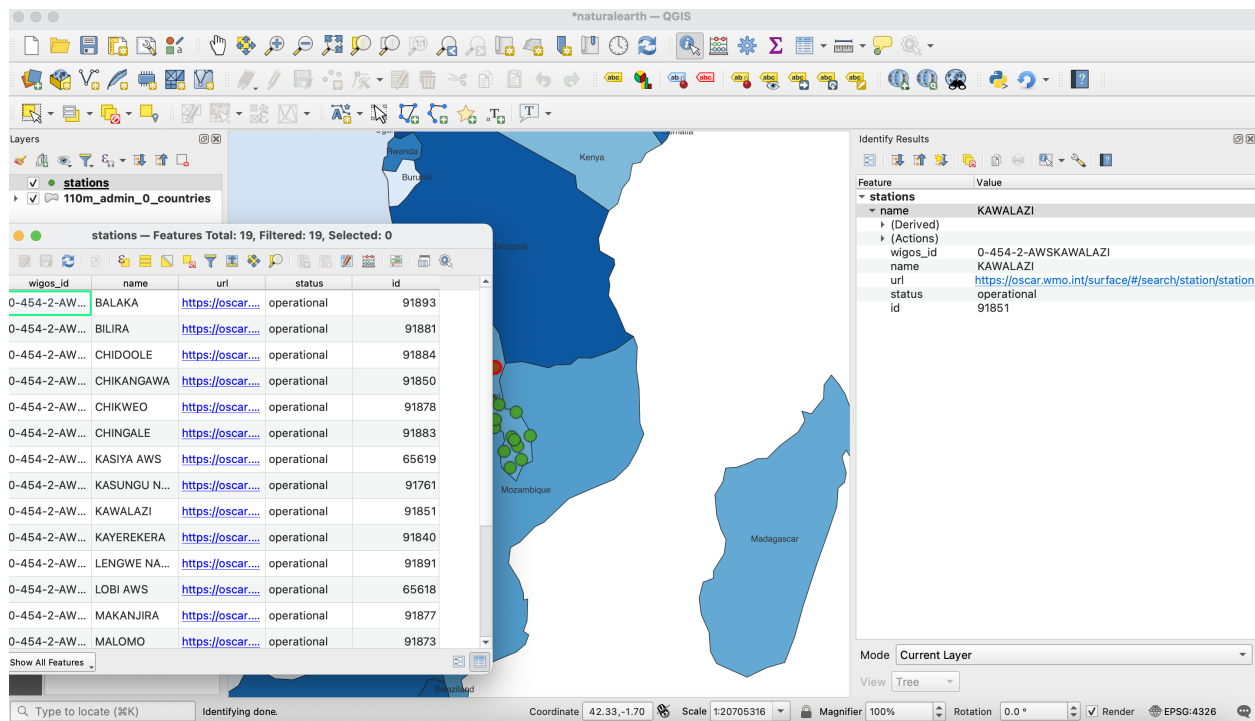 *naturalearth — QGIS
Layers
stations
110m_admin_0_countries
stations — Features Total: 19, Filtered: 19, Selected: 0
wigos_id name url status id
0-454-2-AW... BALAKA https://oscar.... operational 91893
0-454-2-AW... BILIRA https://oscar.... operational 91881
0-454-2-AW... CHIDOOLE https://oscar.... operational 91884
0-454-2-AW... CHIKANGAWA https://oscar.... operational 91850
0-454-2-AW... CHIKWEO https://oscar.... operational 91878
0-454-2-AW... CHINGALE https://oscar.... operational 91883
0-454-2-AW... KASIYA AWS https://oscar.... operational 65619
0-454-2-AW... KASUNGU N... https://oscar.... operational 91761
0-454-2-AW... KAWALAZI https://oscar.... operational 91851
0-454-2-AW... KAYEREKERA https://oscar.... operational 91840
0-454-2-AW... LENGWE NA... https://oscar.... operational 91891
0-454-2-AW... LOBI AWS https://oscar.... operational 65618
0-454-2-AW... MAKANJIRA https://oscar.... operational 91877
0-454-2-AW... MALOMO https://oscar.... operational 91873
Show All Features
Rwanda
Burundi
Kenya
Tanzania
Mozambique
Madagascar
Swaziland
Identify Results
Feature Value
stations
name KAWALAZI
(Derived)
(Actions)
wigos_id 0-454-2-AWSKAWALAZI
name KAWALAZI
url https://oscar.wmo.int/surface/#/search/station/station
status operational
id 91851
Mode Current Layer
View Tree
Type to locate (⌘K) Identifying done. Coordinate 42.33,-1.70 Scale 1:20705316 Magnifier 100% Rotation 0.0 ° Render EPSG:4326